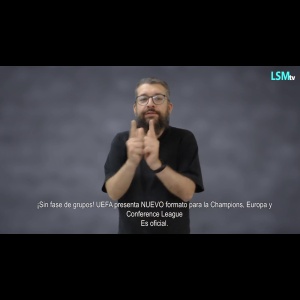 LSMtv
¡Sin fase de grupos! UEFA presenta NUEVO formato para la Champions, Europa y
Conference League
Es oficial.